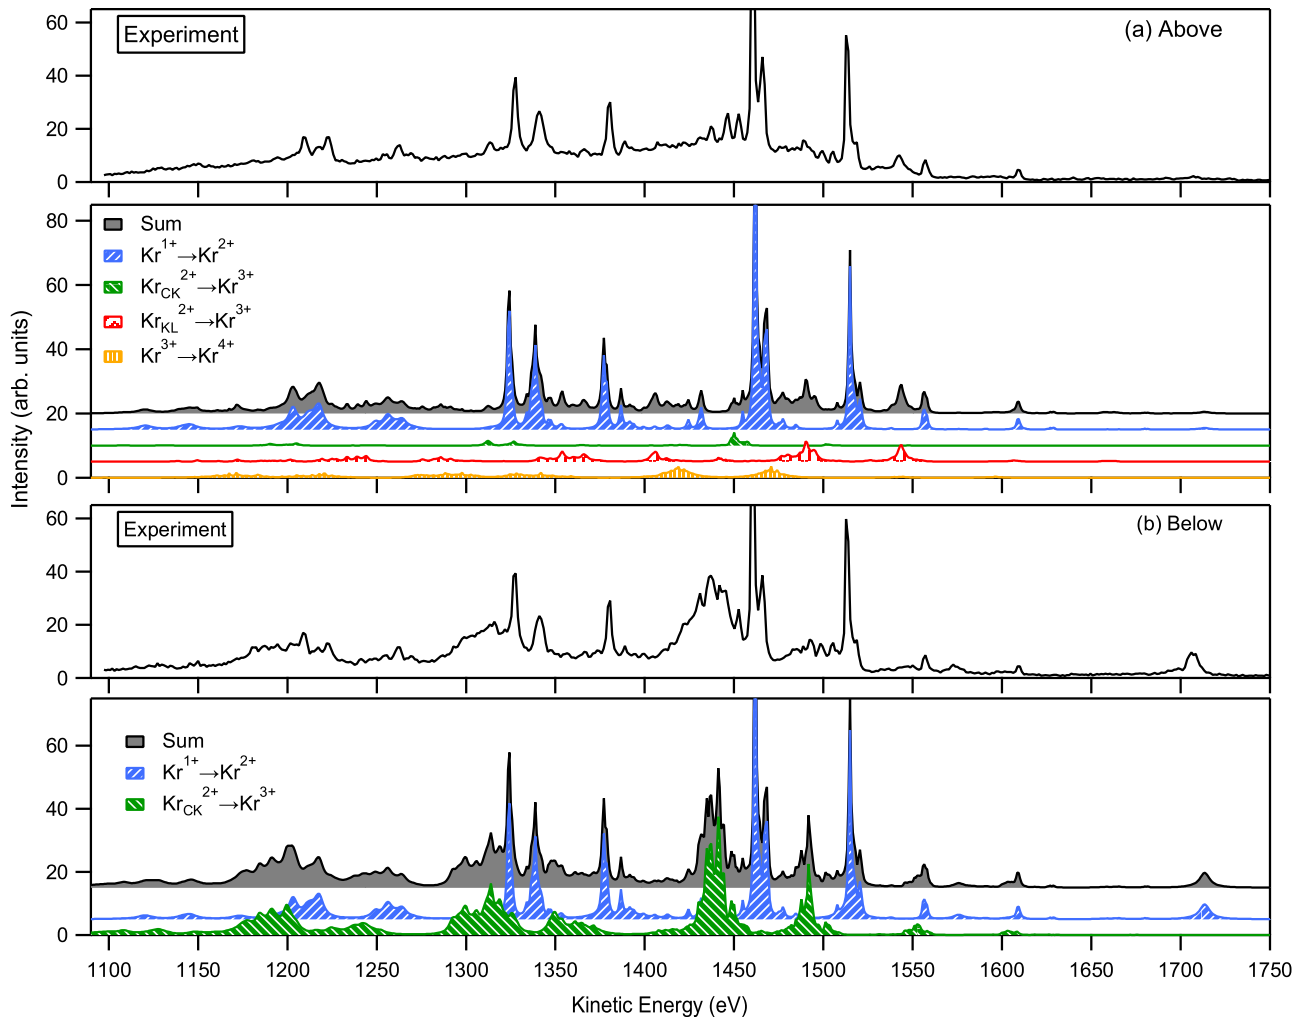 60
40
20
0
Experiment
(a) Above
80
60
40
20
0
Sum
Kr1+→Kr2+
KrCK2+→Kr3+
KrKL2+→Kr3+
Kr3+→Kr4+
Intensity (arb. units)
60
40
20
0
Experiment
(b) Below
60
40
20
0
Sum
Kr1+→Kr2+
KrCK2+→Kr3+
1100 1150 1200 1250 1300 1350 1400 1450 1500 1550 1600 1650 1700 1750
Kinetic Energy (eV)